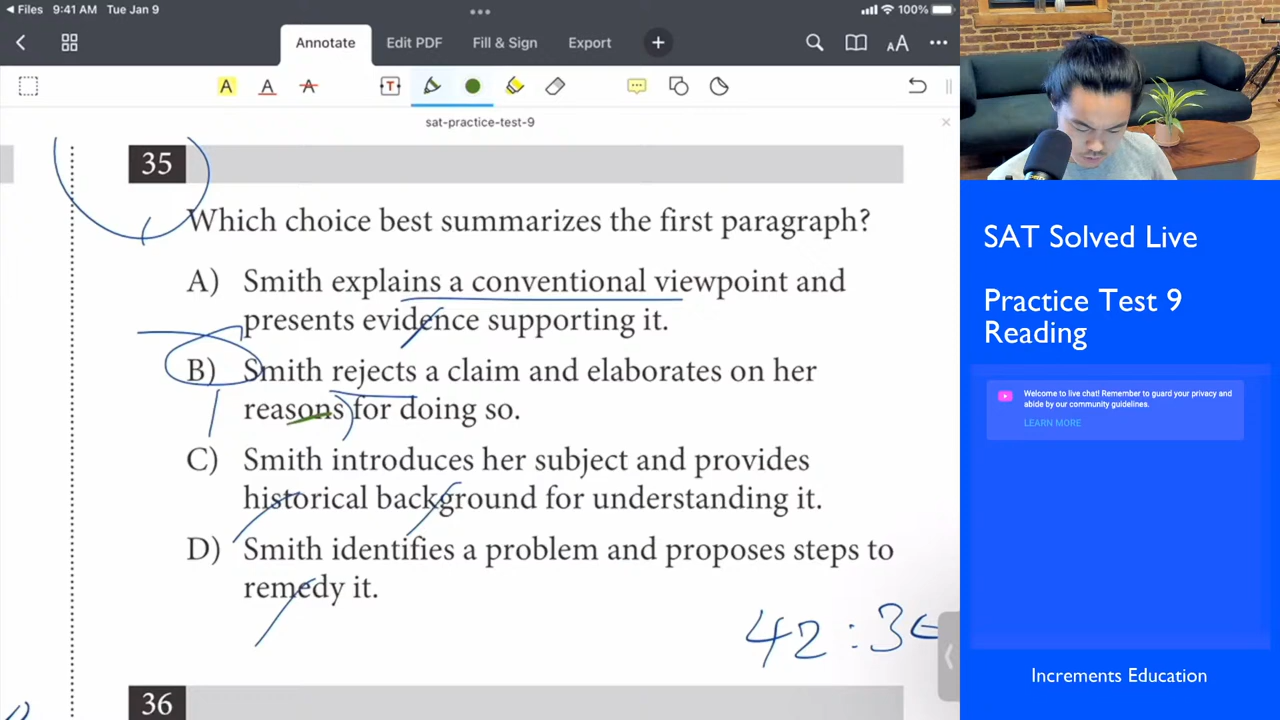 Files 9:41 AM Tue Jan 9 100%
Annotate Edit PDF Fill & Sign Export
A A A T
sat-practice-test-9
35
Which choice best summarizes the first paragraph?
A) Smith explains a conventional viewpoint and
presents evidence supporting it.
B) Smith rejects a claim and elaborates on her
reasons for doing so.
C) Smith introduces her subject and provides
historical background for understanding it.
D) Smith identifies a problem and proposes steps to
remedy it.
42:36
36
SAT Solved Live
Practice Test 9
Reading
Welcome to live chat! Remember to guard your privacy and
abide by our community guidelines.
LEARN MORE
Increments Education